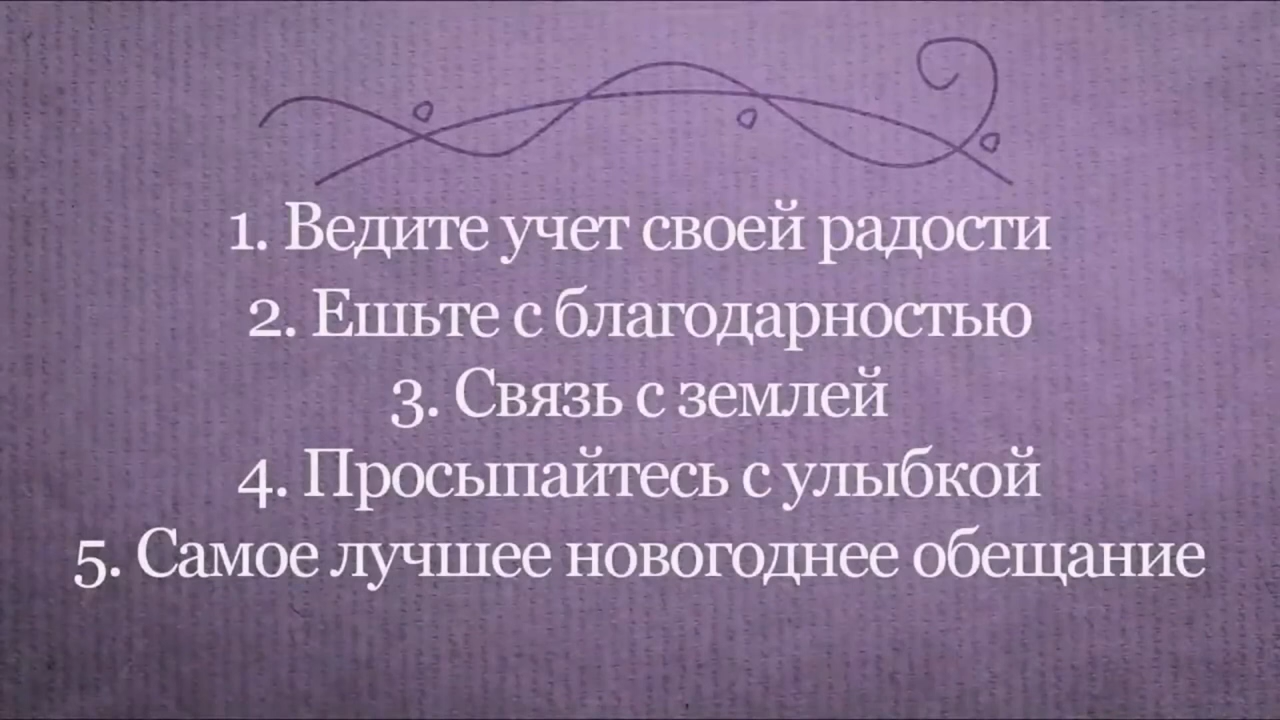 1. Ведите учет своей радости
2. Ешьте с благодарностью
3. Связь с землей
4. Просыпайтесь с улыбкой
5. Самое лучшее новогоднее обещание